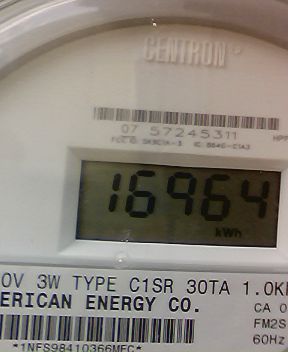 CENTRON
07 57245311
16964
kWh
0V 3W TYPE C1SR 30TA 1.0K
ERICAN ENERGY CO.
CA 0
FM2S
60Hz
*1NFS98410366MFC*